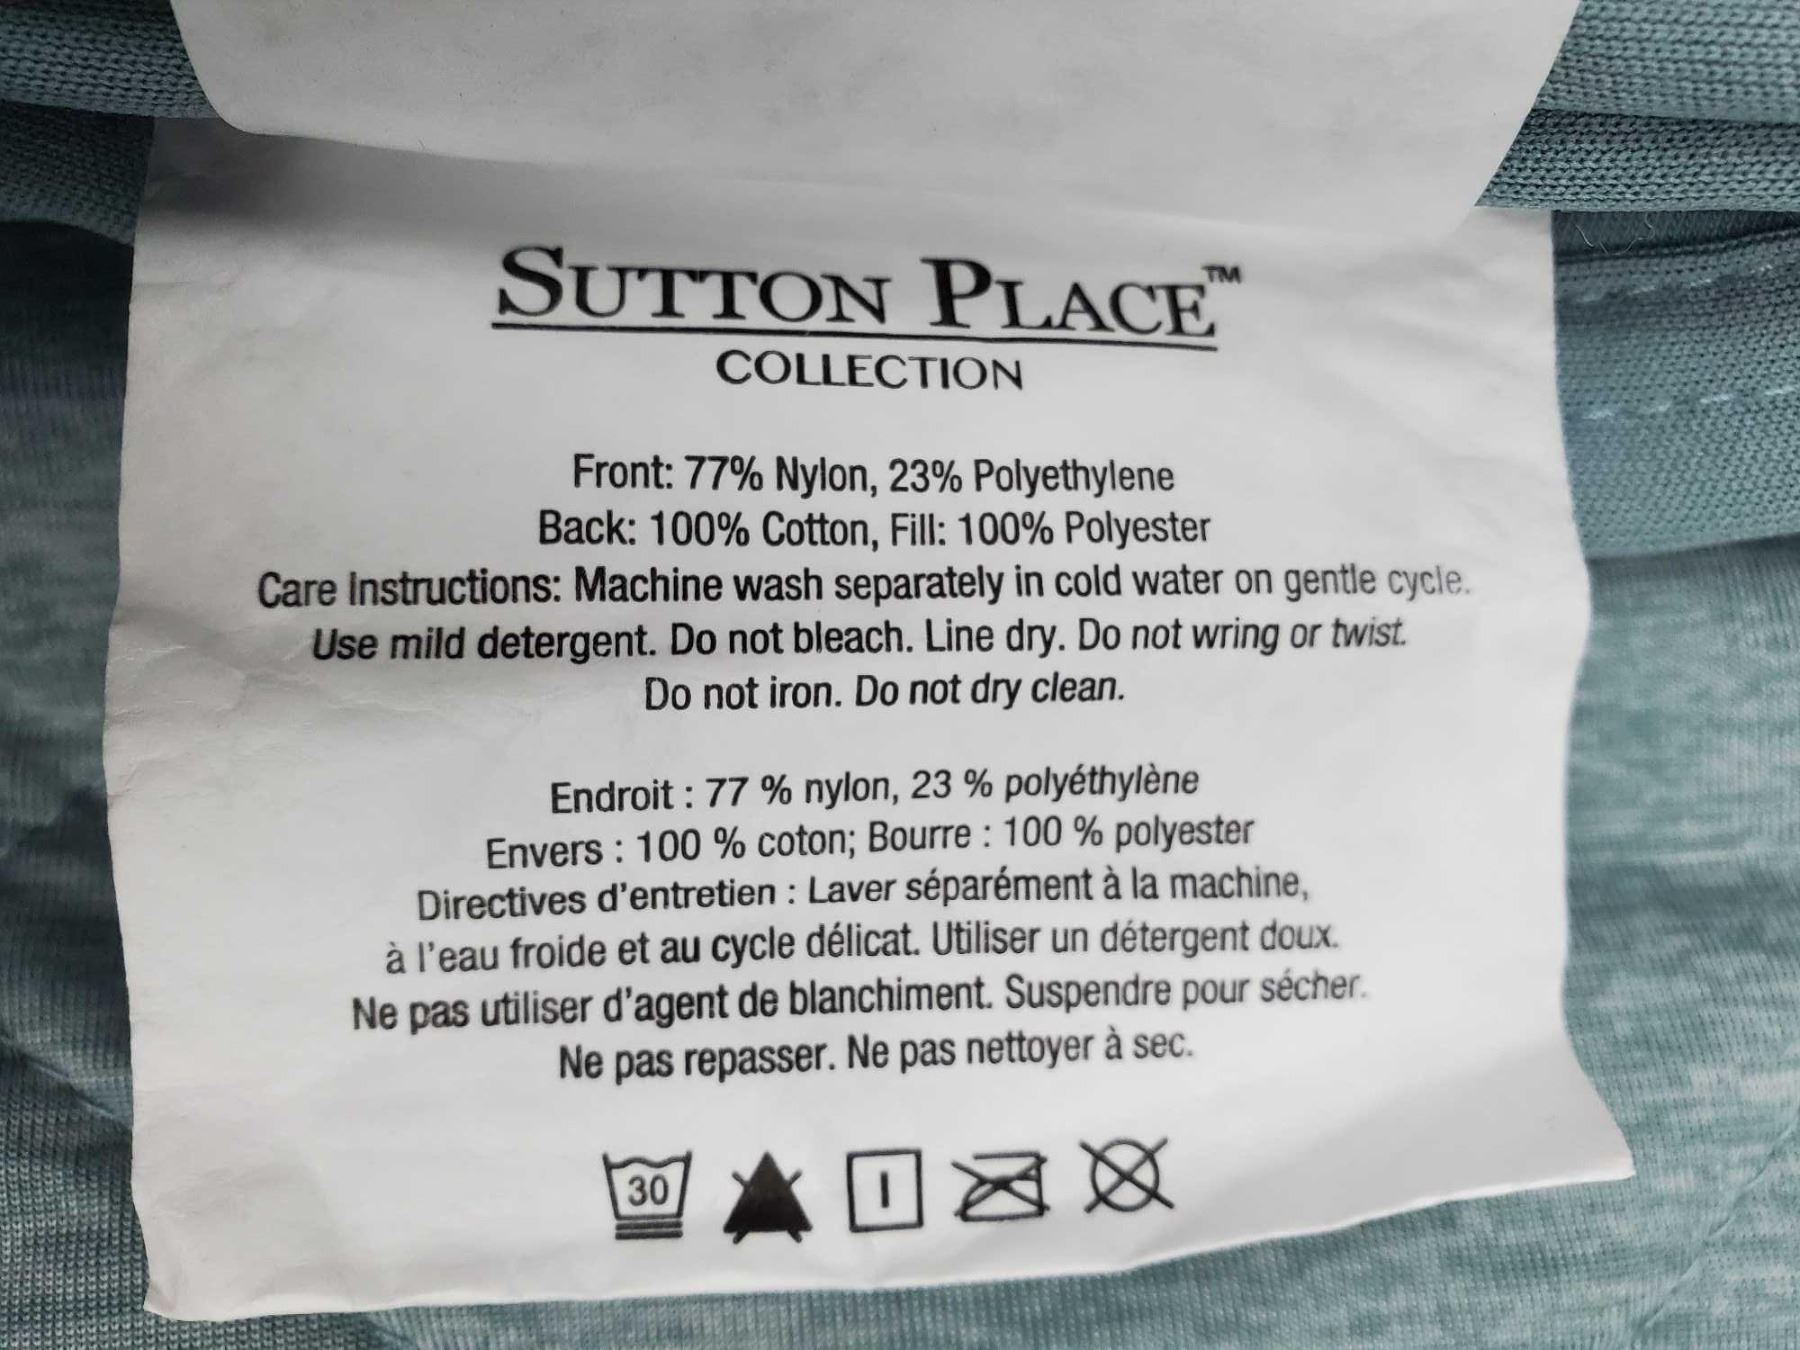 SUTTON PLACE™
COLLECTION
Front: 77% Nylon, 23% Polyethylene
Back: 100% Cotton, Fill: 100% Polyester
Care Instructions: Machine wash separately in cold water on gentle cycle.
Use mild detergent. Do not bleach. Line dry. Do not wring or twist.
Do not iron. Do not dry clean.
Endroit : 77 % nylon, 23 % polyéthylène
Envers : 100 % coton; Bourre : 100 % polyester
Directives d'entretien : Laver séparément à la machine,
à l'eau froide et au cycle délicat. Utiliser un détergent doux.
Ne pas utiliser d'agent de blanchiment. Suspendre pour sécher.
Ne pas repasser. Ne pas nettoyer à sec.
30